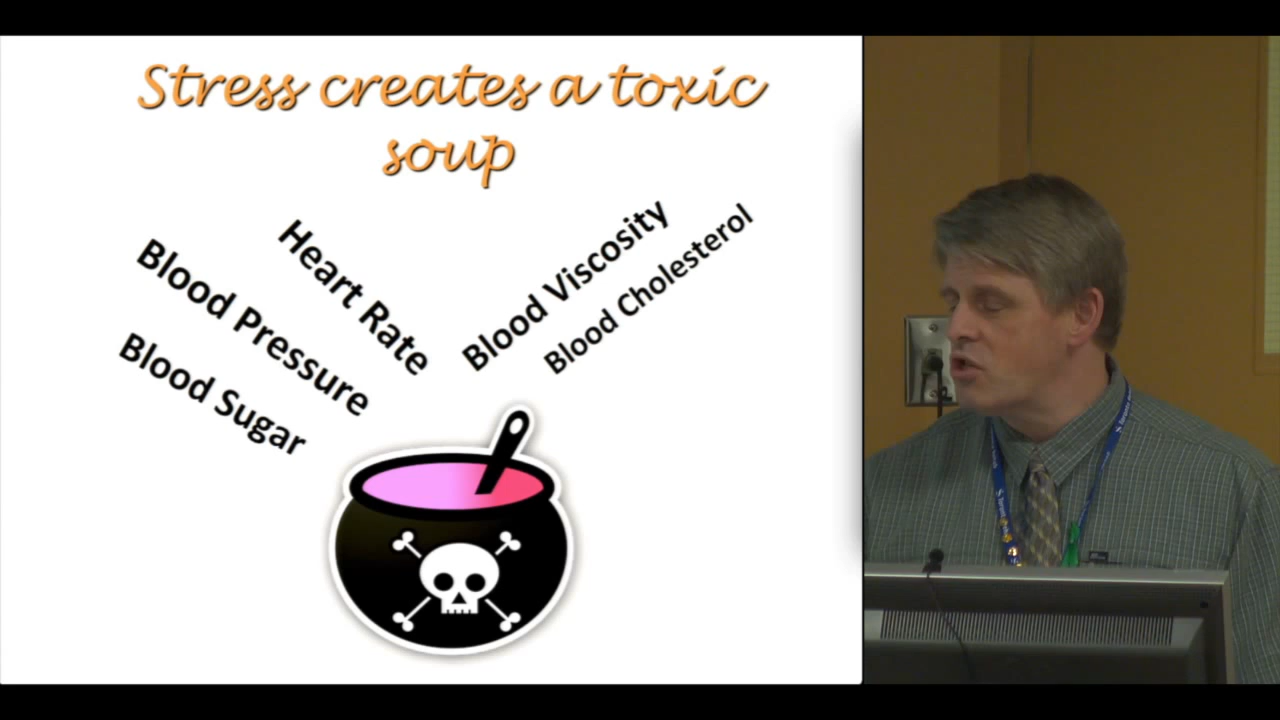 Stress creates a toxic
soup
Heart Rate
Blood Pressure
Blood Sugar
Blood Viscosity
Blood Cholesterol